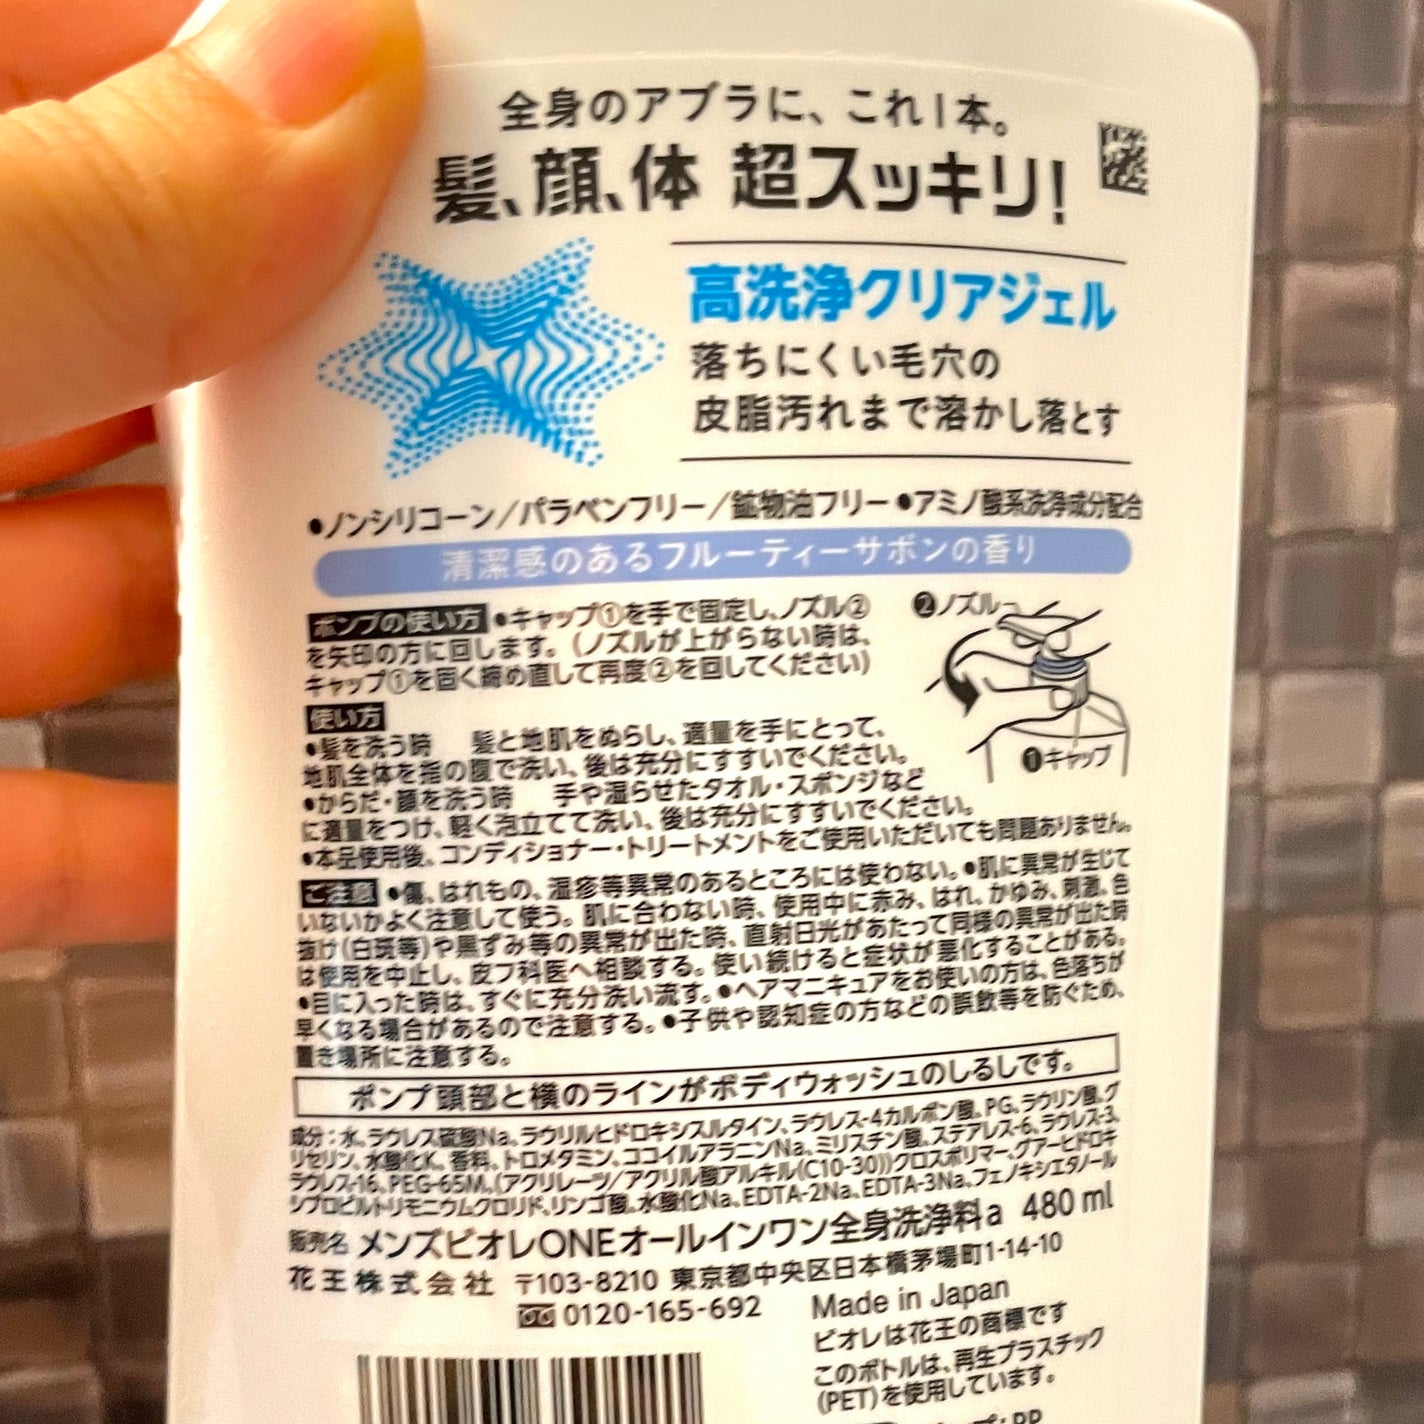 全身のアブラに、これ1本。
髪、顔、体 超スッキリ!
高洗浄クリアジェル
落ちにくい毛穴の
皮脂汚れまで溶かし落とす
●ノンシリコーン/パラベンフリー/鉱物油フリー ●アミノ酸系洗浄成分配合
清潔感のあるフルーティーサボンの香り
ポンプの使い方 ●キャップ①を手で固定し、ノズル②
を矢印の方に回します。(ノズルが上がらない時は、
キャップ①を固く締め直して再度②を回してください)
❷ノズル
❶キャップ
使い方
●髪を洗う時 髪と地肌をぬらし、適量を手にとって、
地肌全体を指の腹で洗い、後は充分にすすいでください。
●からだ・顔を洗う時 手や湿らせたタオル・スポンジなど
に適量をつけ、軽く泡立てて洗い、後は充分にすすいでください。
●本品使用後、コンディショナー・トリートメントをご使用いただいても問題ありません。
ご注意 ●傷、はれもの、湿疹等異常のあるところには使わない。●肌に異常が生じて
いないかよく注意して使う。肌に合わない時、使用中に赤み、はれ、かゆみ、刺激、色
抜け(白斑等)や黒ずみ等の異常が出た時、直射日光があたって同様の異常が出た時
は使用を中止し、皮フ科医へ相談する。使い続けると症状が悪化することがある。
●目に入った時は、すぐに充分洗い流す。●ヘアマニキュアをお使いの方は、色落ちが
早くなる場合があるので注意する。●子供や認知症の方などの誤飲等を防ぐため、
置き場所に注意する。
ポンプ頭部と横のラインがボディウォッシュのしるしです。
成分:水、ラウレス硫酸Na、ラウリルヒドロキシスルタイン、ラウレス-4カルボン酸、PG、ラウリン酸、グ
リセリン、水酸化K、香料、トロメタミン、ココイルアラニンNa、ミリスチン酸、ステアレス-6、ラウレス-3、
ラウレス-16、PEG-65M、(アクリレーツ/アクリル酸アルキル(C10-30))クロスポリマー、グアーヒドロキ
シプロピルトリモニウムクロリド、リンゴ酸、水酸化Na、EDTA-2Na、EDTA-3Na、フェノキシエタノール
販売名 メンズビオレONEオールインワン全身洗浄料a 480 ml
花王株式会社 〒103-8210 東京都中央区日本橋茅場町1-14-10
0120-165-692
Made in Japan
ビオレは花王の商標です
このボトルは、再生プラスチック
(PET)を使用しています。